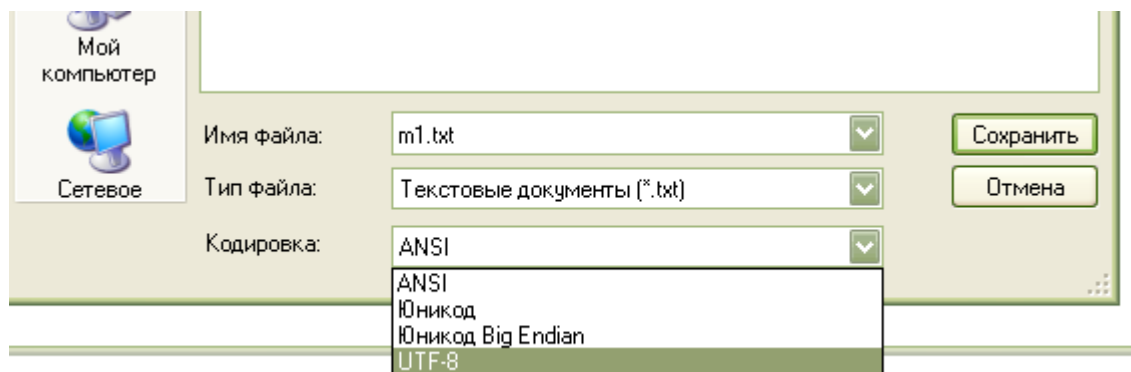 Мой
компьютер
Сетевое
Имя файла:
m1.txt
Сохранить
Тип файла:
Текстовые документы (*.txt)
Отмена
Кодировка:
ANSI
ANSI
Юникод
Юникод Big Endian
UTF-8